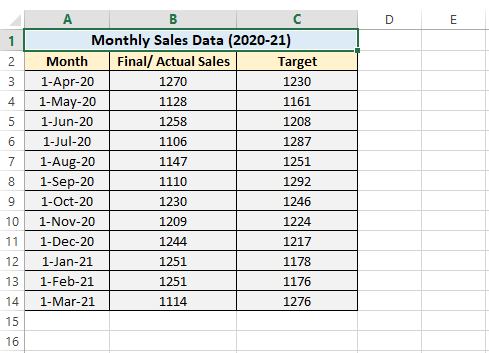 A B C D E
1 Monthly Sales Data (2020-21)
2 Month Final/ Actual Sales Target
3 1-Apr-20 1270 1230
4 1-May-20 1128 1161
5 1-Jun-20 1258 1208
6 1-Jul-20 1106 1287
7 1-Aug-20 1147 1251
8 1-Sep-20 1110 1292
9 1-Oct-20 1230 1246
10 1-Nov-20 1209 1224
11 1-Dec-20 1244 1217
12 1-Jan-21 1251 1178
13 1-Feb-21 1251 1176
14 1-Mar-21 1114 1276
15
16